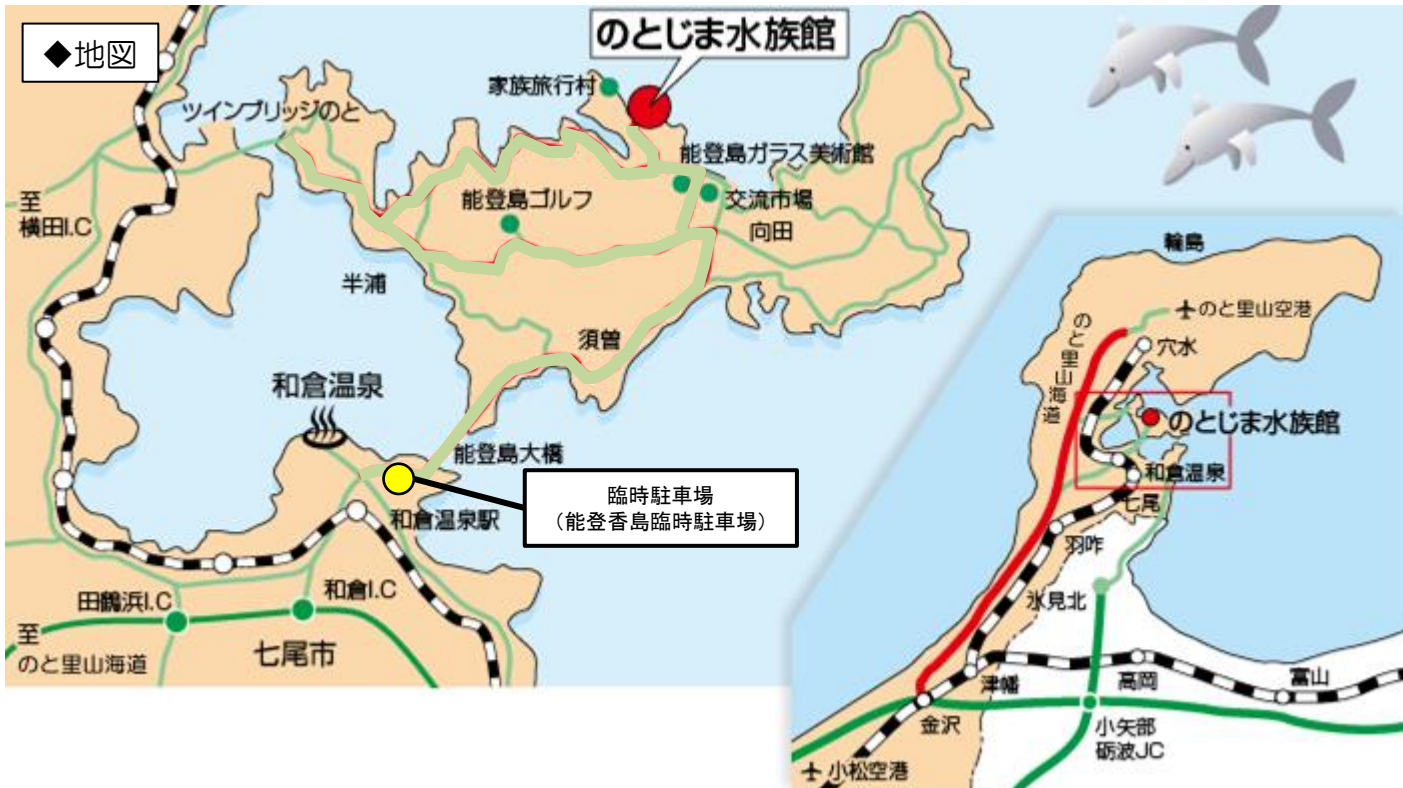 ◆地図
のとじま水族館
家族旅行村
ツインブリッジのと
能登島ガラス美術館
至
横田I.C
能登島ゴルフ
交流市場
向田
半浦
須曽
和倉温泉
能登島大橋
臨時駐車場
（能登香島臨時駐車場）
和倉温泉駅
田鶴浜I.C
和倉I.C
至
のと里山海道
七尾市
輪島
のと里山空港
のと里山海道
穴水
のとじま水族館
和倉温泉
七尾
羽咋
氷見北
津幡
高岡
富山
金沢
小矢部
砺波JC
小松空港